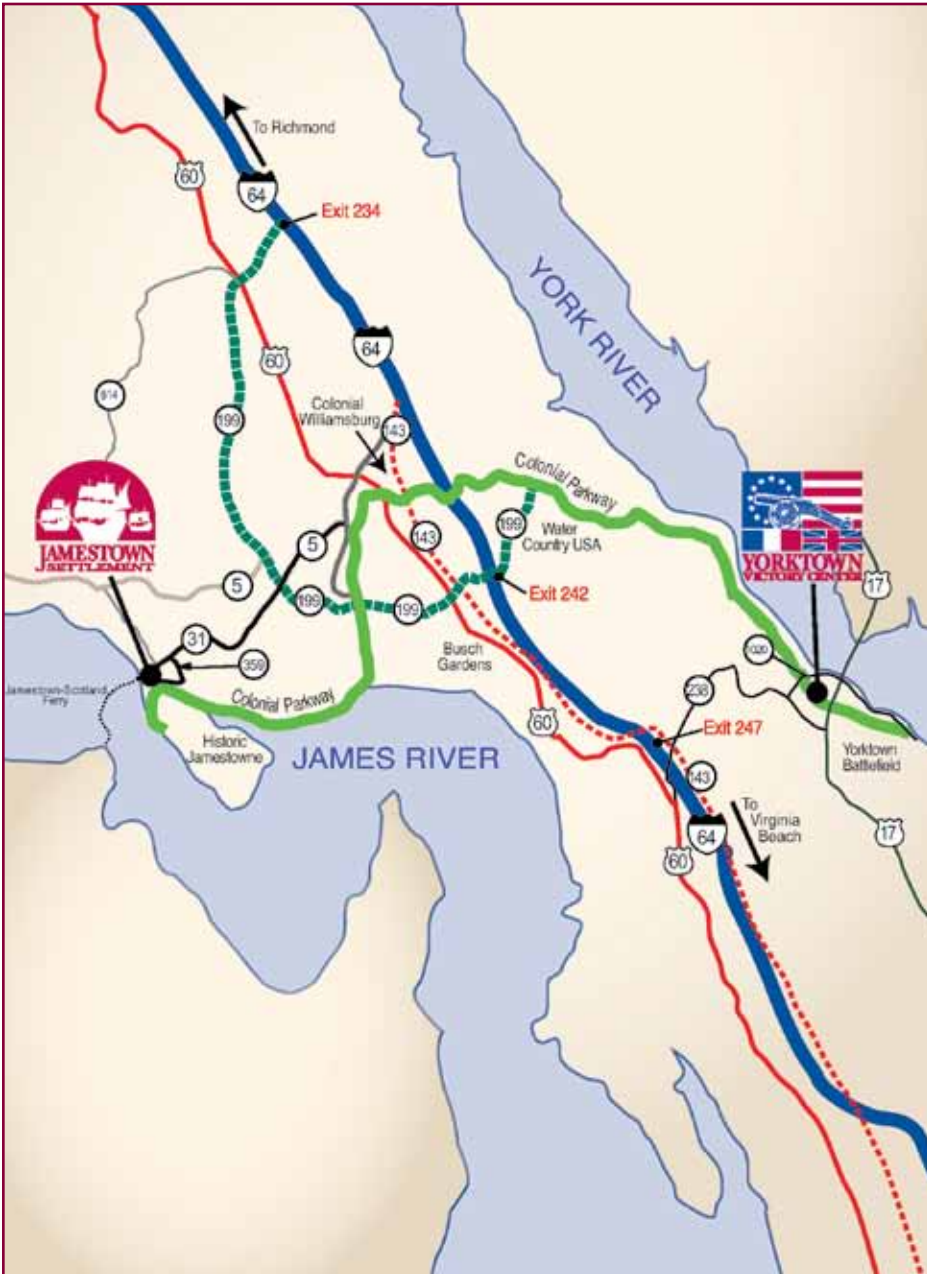 To Richmond
60
64
Exit 234
YORK RIVER
64
60
614
Colonial
Williamsburg
143
199
Colonial Parkway
JAMESTOWN
SETTLEMENT
YORKTOWN
VICTORY CENTER
5
143
199
Water
Country USA
17
5
Exit 242
199
199
31
Busch
Gardens
359
1020
238
Jamestown-Scotland
Ferry
Colonial Parkway
60
Exit 247
Historic
Jamestowne
JAMES RIVER
Yorktown
Battlefield
143
To
Virginia
Beach
64
17
60